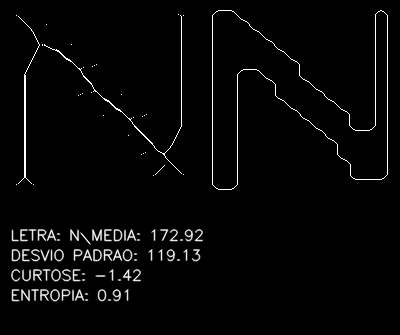 N N
LETRA: N\MEDIA: 172.92
DESVIO PADRAO: 119.13
CURTOSE: -1.42
ENTROPIA: 0.91